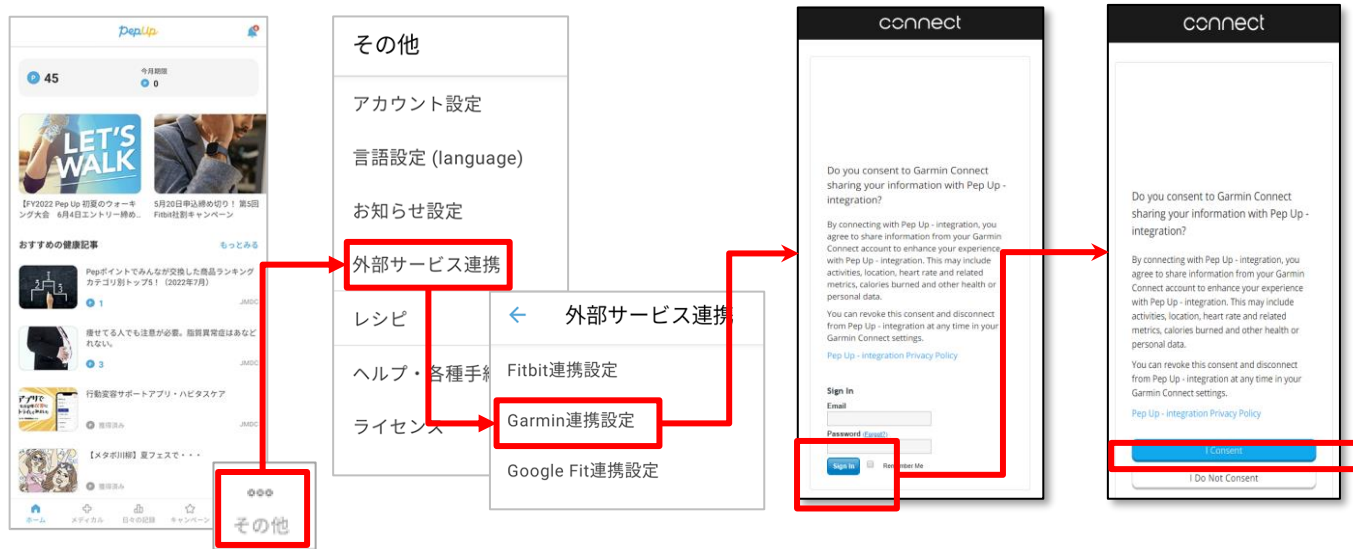 PepUp
45
今月期限
0
LET'S
WALK
【FY2022 Pep Up 初夏のウォーキ
ング大会 6月4日エントリー締め…
5月20日申込締め切り！ 第5回
Fitbit社割キャンペーン
おすすめの健康記事
もっとみる
Pepポイントでみんなが交換した商品ランキング
カテゴリ別トップ5！（2022年7月）
1
JMDC
痩せてる人でも注意が必要。脂質異常症はあなど
れない。
3
JMDC
行動変容サポートアプリ・ハビタスケア
獲得済み
JMDC
【メタボ川柳】夏フェスで・・・
獲得済み
ホーム
メディカル
日々の記録
キャンペーン
その他
その他
アカウント設定
言語設定 (language)
お知らせ設定
外部サービス連携
レシピ
ヘルプ・各種手
ライセンス
外部サービス連携
Fitbit連携設定
Garmin連携設定
Google Fit連携設定
connect
Do you consent to Garmin Connect
sharing your information with Pep Up -
integration?
By connecting with Pep Up - integration, you
agree to share information from your Garmin
Connect account to enhance your experience
with Pep Up - integration. This may include
activities, location, heart rate and related
metrics, calories burned and other health or
personal data.
You can revoke this consent and disconnect
from Pep Up - integration at any time in your
Garmin Connect settings.
Pep Up - integration Privacy Policy
Sign In
Email
Password (Forgot?)
Sign In
Remember Me
connect
Do you consent to Garmin Connect
sharing your information with Pep Up -
integration?
By connecting with Pep Up - integration, you
agree to share information from your Garmin
Connect account to enhance your experience
with Pep Up - integration. This may include
activities, location, heart rate and related
metrics, calories burned and other health or
personal data.
You can revoke this consent and disconnect
from Pep Up - integration at any time in your
Garmin Connect settings.
Pep Up - integration Privacy Policy
I Consent
I Do Not Consent